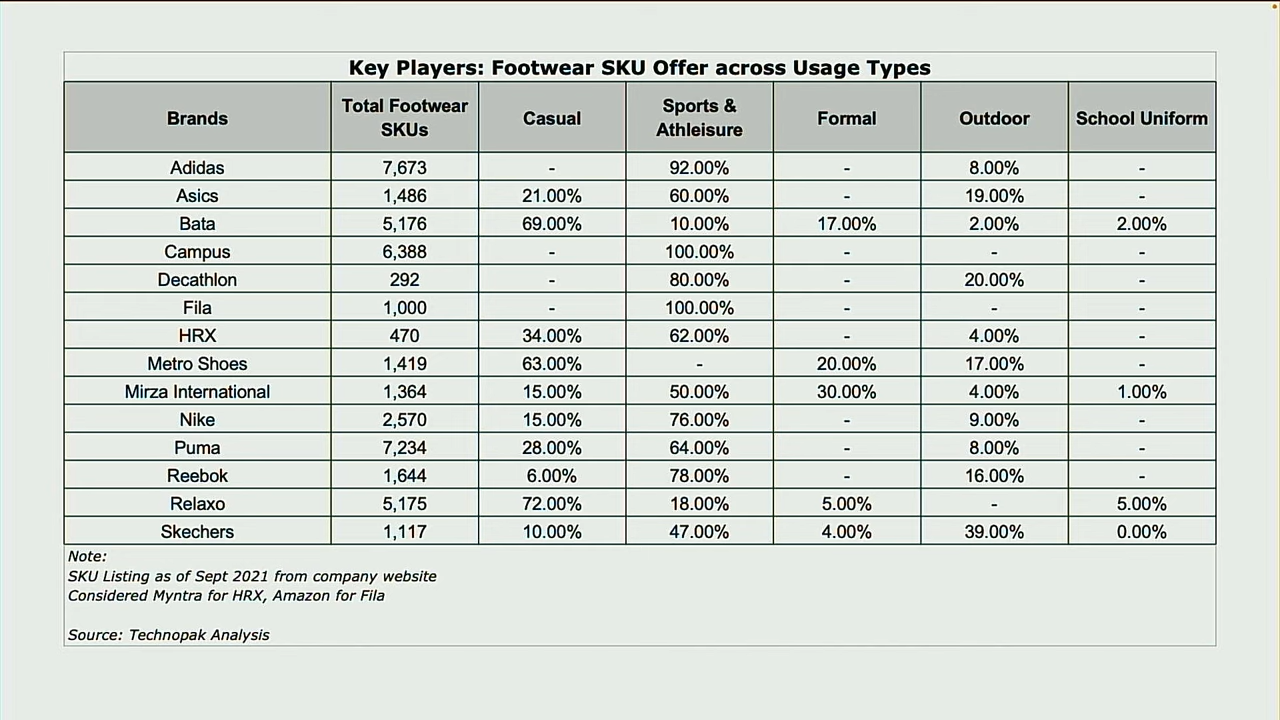 Key Players: Footwear SKU Offer across Usage Types
Brands Total Footwear SKUs Casual Sports & Athleisure Formal Outdoor School Uniform
Adidas 7,673 - 92.00% - 8.00% -
Asics 1,486 21.00% 60.00% - 19.00% -
Bata 5,176 69.00% 10.00% 17.00% 2.00% 2.00%
Campus 6,388 - 100.00% - - -
Decathlon 292 - 80.00% - 20.00% -
Fila 1,000 - 100.00% - - -
HRX 470 34.00% 62.00% - 4.00% -
Metro Shoes 1,419 63.00% - 20.00% 17.00% -
Mirza International 1,364 15.00% 50.00% 30.00% 4.00% 1.00%
Nike 2,570 15.00% 76.00% - 9.00% -
Puma 7,234 28.00% 64.00% - 8.00% -
Reebok 1,644 6.00% 78.00% - 16.00% -
Relaxo 5,175 72.00% 18.00% 5.00% - 5.00%
Skechers 1,117 10.00% 47.00% 4.00% 39.00% 0.00%
Note:
SKU Listing as of Sept 2021 from company website
Considered Myntra for HRX, Amazon for Fila
Source: Technopak Analysis